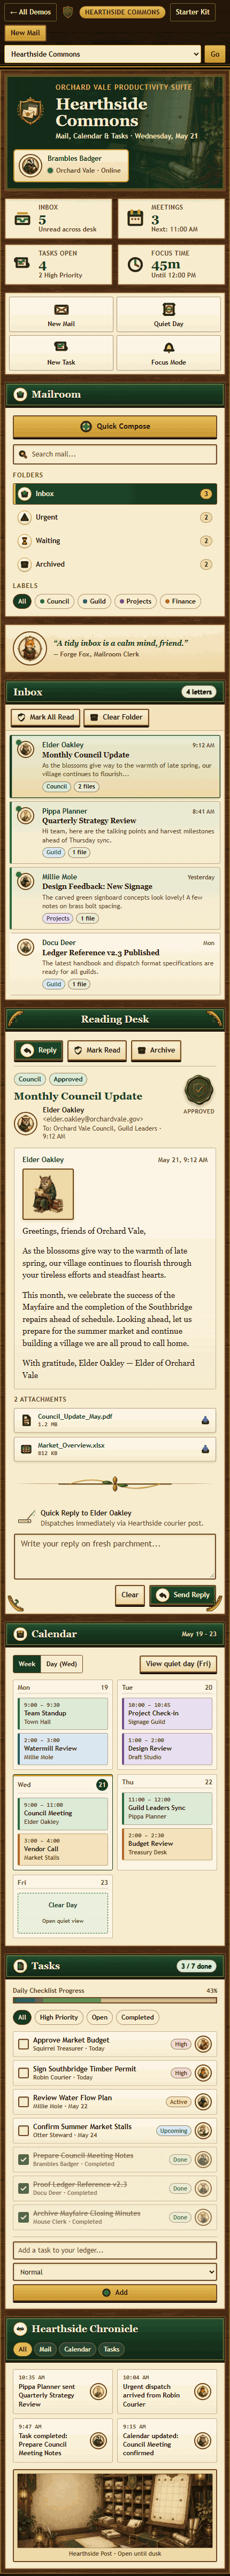 ← All Demos
HEARTHSIDE COMMONS
Starter Kit
New Mail
Hearthside Commons
Go
ORCHARD VALE PRODUCTIVITY SUITE
Hearthside
Commons
Mail, Calendar & Tasks · Wednesday, May 21
Brambles Badger
Orchard Vale · Online
INBOX
5
Unread across desk
MEETINGS
3
Next: 11:00 AM
TASKS OPEN
4
2 High Priority
FOCUS TIME
45m
Until 12:00 PM
New Mail
Quiet Day
New Task
Focus Mode
Mailroom
Quick Compose
Search mail...
FOLDERS
Inbox 3
Urgent 2
Waiting 2
Archived 2
LABELS
All
Council
Guild
Projects
Finance
“A tidy inbox is a calm mind, friend.”
— Forge Fox, Mailroom Clerk
Inbox
4 letters
Mark All Read
Clear Folder
Elder Oakley 9:12 AM
Monthly Council Update
As the blossoms give way to the warmth of late spring, our
village continues to flourish...
Council
2 files
Pippa Planner 8:41 AM
Quarterly Strategy Review
Hi team, here are the talking points and harvest milestones
ahead of Thursday sync.
Guild
1 file
Millie Mole Yesterday
Design Feedback: New Signage
The carved green signboard concepts look lovely! A few
notes on brass bolt spacing.
Projects
1 file
Docu Deer Mon
Ledger Reference v2.3 Published
The latest handbook and dispatch format specifications are
ready for all guilds.
Guild
1 file
Reading Desk
Reply
Mark Read
Archive
Council
Approved
Monthly Council Update
APPROVED
Elder Oakley
<elder.oakley@orchardvale.gov>
To: Orchard Vale Council, Guild Leaders ·
9:12 AM
Elder Oakley May 21, 9:12 AM
Greetings, friends of Orchard Vale,
As the blossoms give way to the warmth of late
spring, our village continues to flourish through
your tireless efforts and steadfast hearts.
This month, we celebrate the success of the
Mayfaire and the completion of the Southbridge
repairs ahead of schedule. Looking ahead, let us
prepare for the summer market and continue
building a village we are all proud to call home.
With gratitude, Elder Oakley — Elder of Orchard
Vale
2 ATTACHMENTS
Council_Update_May.pdf
1.2 MB
Market_Overview.xlsx
812 KB
Quick Reply to Elder Oakley
Dispatches immediately via Hearthside courier post.
Write your reply on fresh parchment...
Clear
Send Reply
Calendar
May 19 – 23
Week
Day (Wed)
View quiet day (Fri)
Mon 19
9:00 – 9:30
Team Standup
Town Hall
2:00 – 3:00
Watermill Review
Millie Mole
Tue 20
10:00 – 10:45
Project Check-in
Signage Guild
1:00 – 2:00
Design Review
Draft Studio
Wed 21
9:00 – 11:00
Council Meeting
Elder Oakley
3:00 – 4:00
Vendor Call
Market Stalls
Thu 22
11:00 – 12:00
Guild Leaders Sync
Pippa Planner
2:00 – 2:30
Budget Review
Treasury Desk
Fri 23
Clear Day
Open quiet view
Tasks
3 / 7 done
Daily Checklist Progress 43%
All
High Priority
Open
Completed
Approve Market Budget
Squirrel Treasurer · Today
High
Sign Southbridge Timber Permit
Robin Courier · Today
High
Review Water Flow Plan
Millie Mole · May 22
Active
Confirm Summer Market Stalls
Otter Steward · May 24
Upcoming
Prepare Council Meeting Notes
Brambles Badger · Completed
Done
Proof Ledger Reference v2.3
Docu Deer · Completed
Done
Archive Mayfaire Closing Minutes
Mouse Clerk · Completed
Done
Add a task to your ledger...
Normal
Add
Hearthside Chronicle
All
Mail
Calendar
Tasks
10:35 AM
Pippa Planner sent
Quarterly Strategy
Review
10:04 AM
Urgent dispatch
arrived from Robin
Courier
9:47 AM
Task completed:
Prepare Council
Meeting Notes
9:15 AM
Calendar updated:
Council Meeting
confirmed
Hearthside Post · Open until dusk